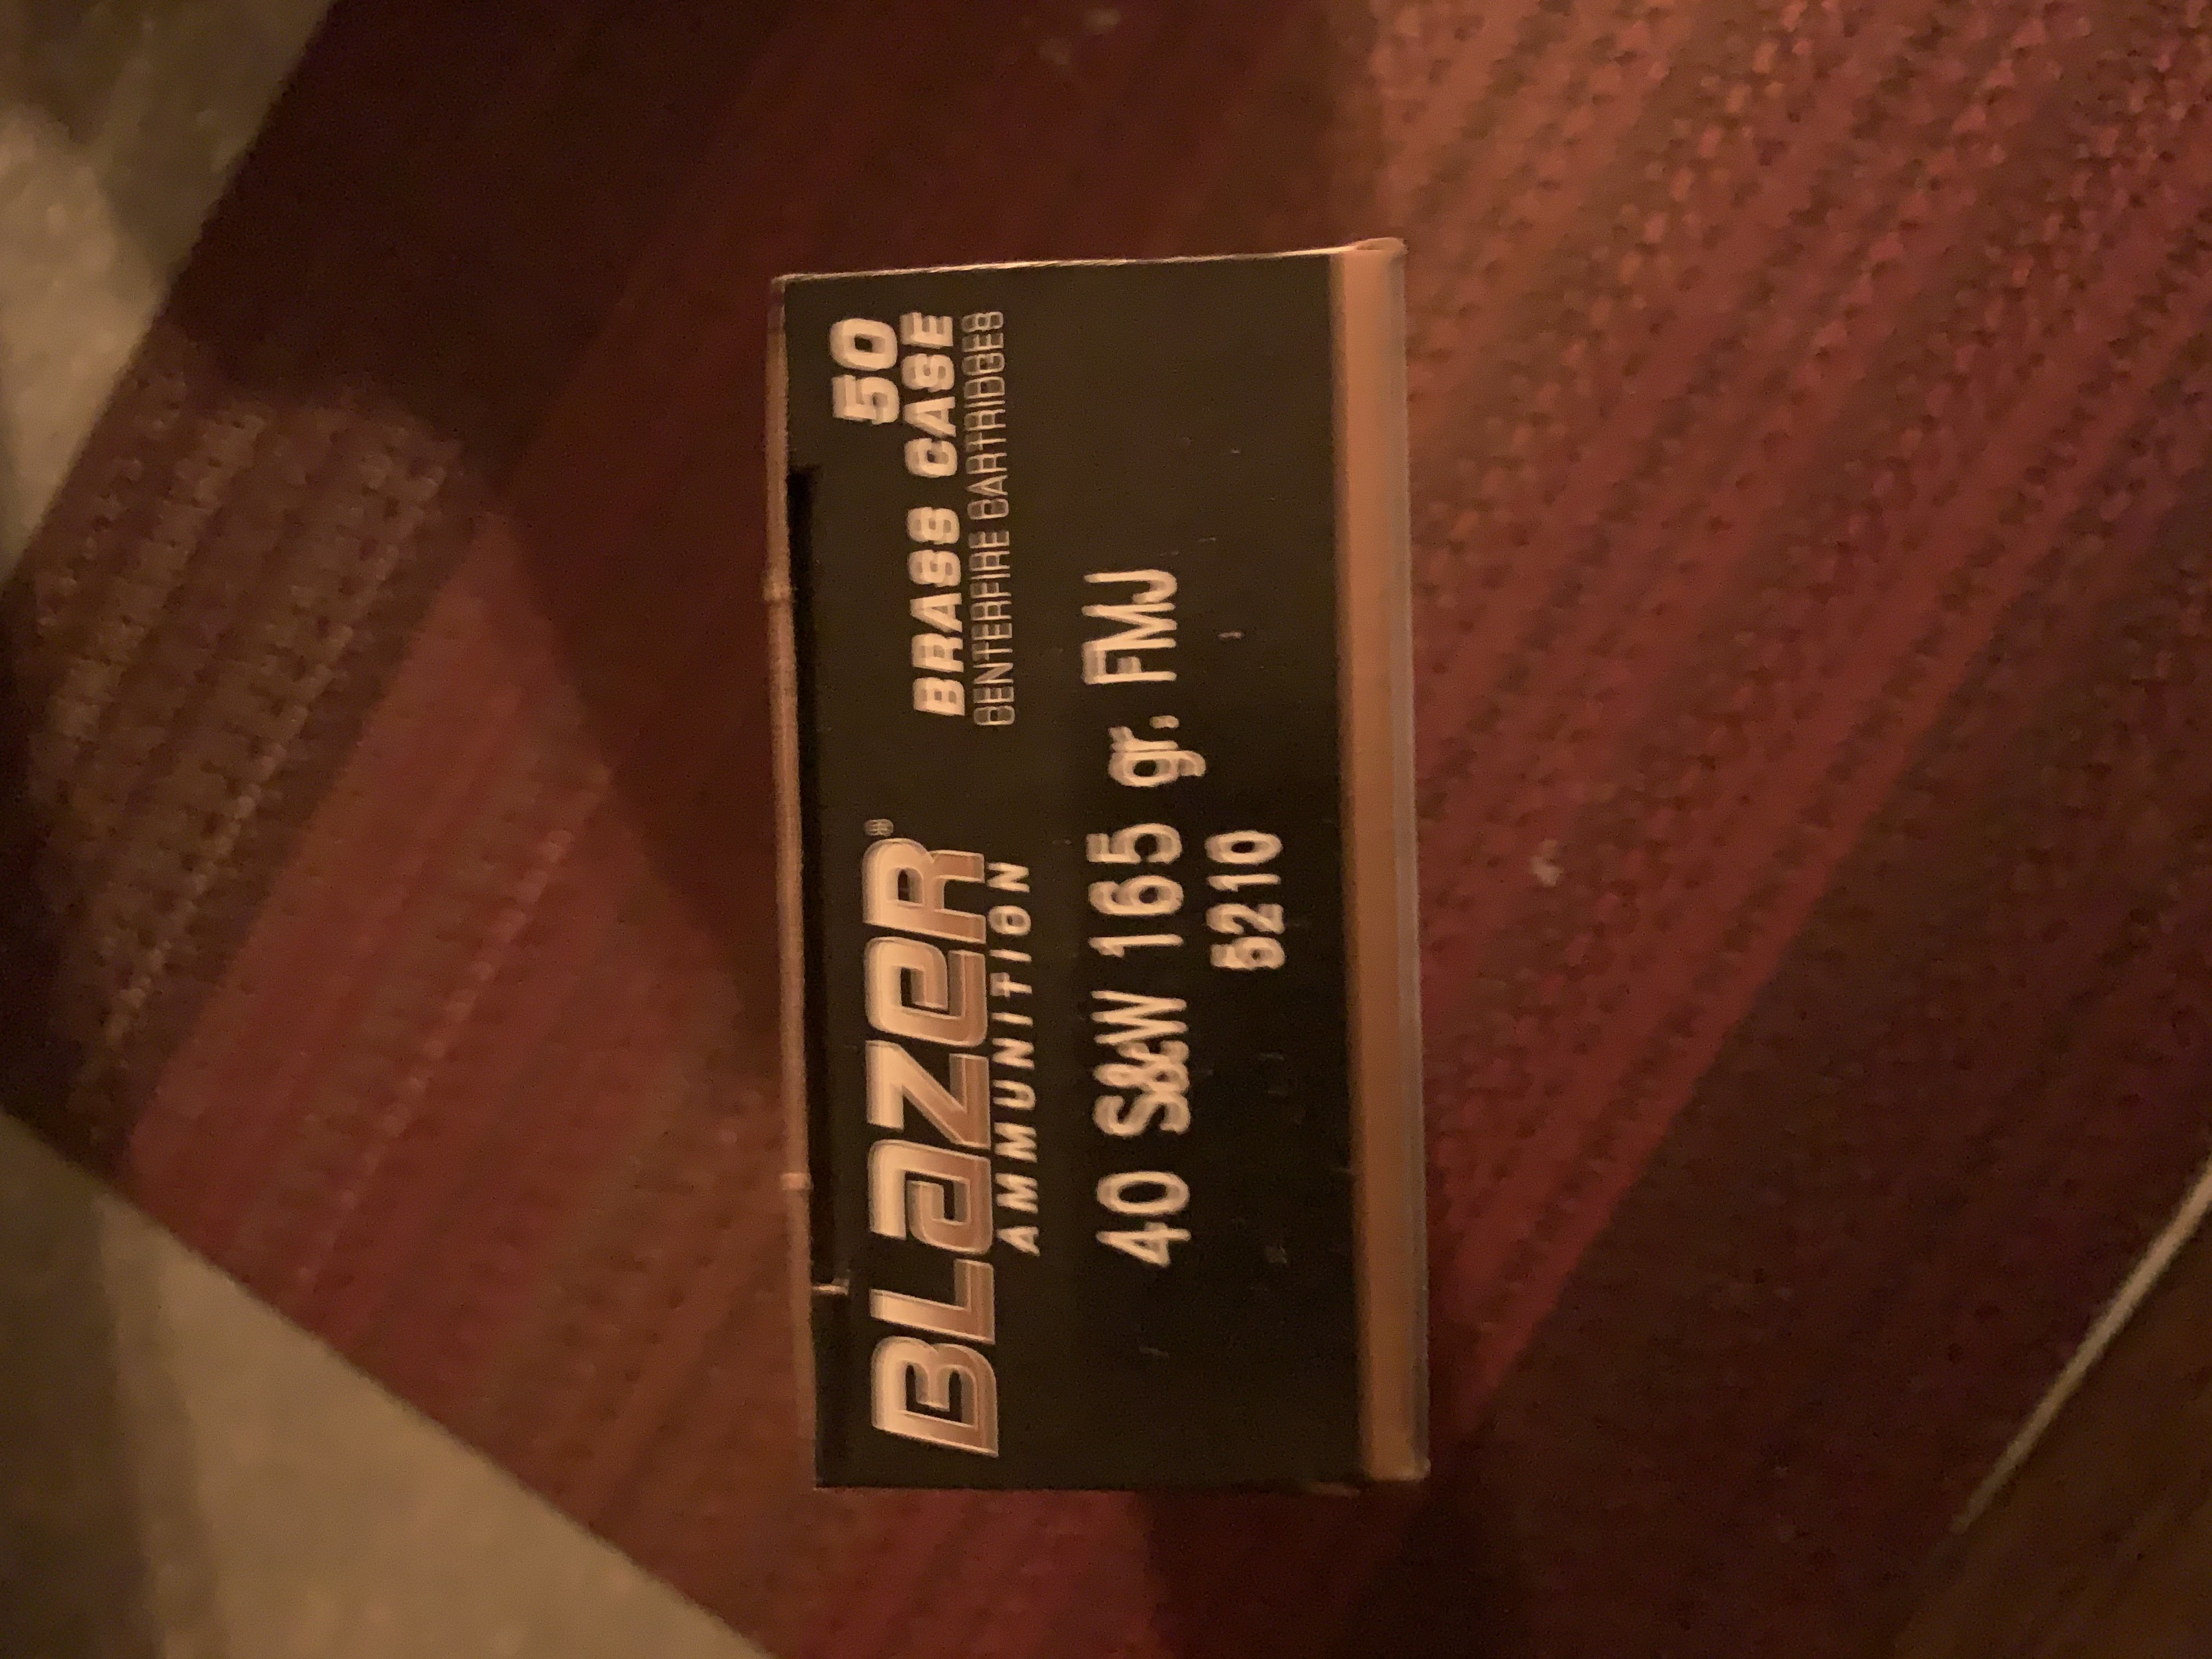 BLAZER®
AMMUNITION
50
BRASS CASE
CENTERFIRE CARTRIDGES
40 S&W 165 gr. FMJ
5210